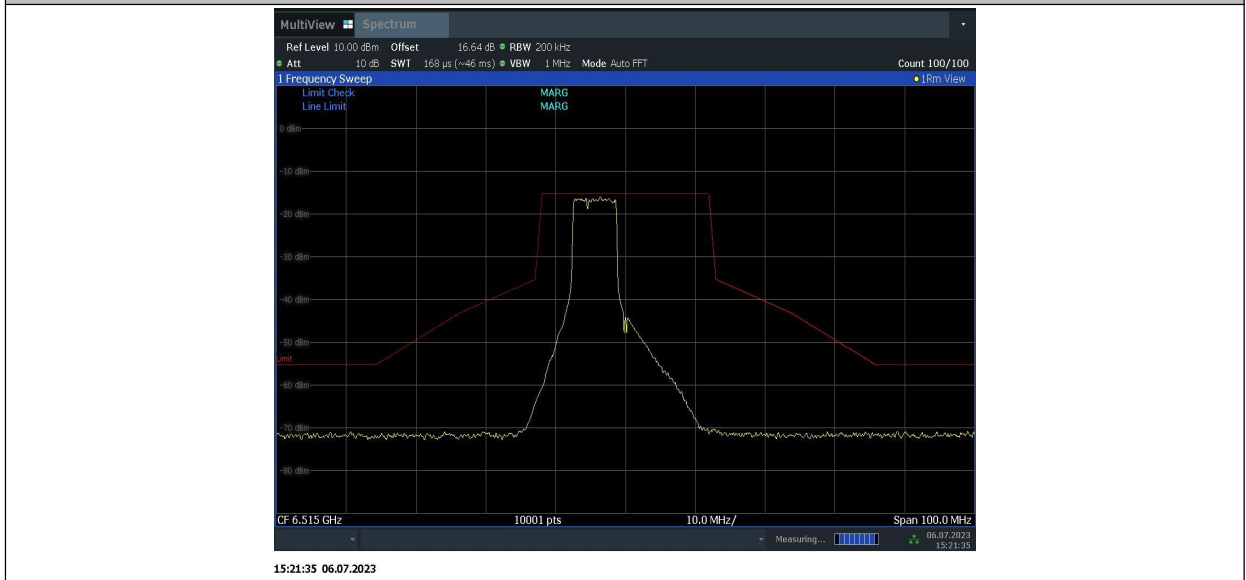 MultiView Spectrum
Ref Level 10.00 dBm Offset 16.64 dB RBW 200 kHz
Att 10 dB SWT 168 µs (~46 ms) VBW 1 MHz Mode Auto FFT Count 100/100
1 Frequency Sweep 1Rm View
Limit Check MARG
Line Limit MARG
0 dBm
-10 dBm
-20 dBm
-30 dBm
-40 dBm
-50 dBm
Limit
-60 dBm
-70 dBm
-80 dBm
CF 6.515 GHz 10001 pts 10.0 MHz/ Span 100.0 MHz
Measuring... 06.07.2023
15:21:35
15:21:35 06.07.2023